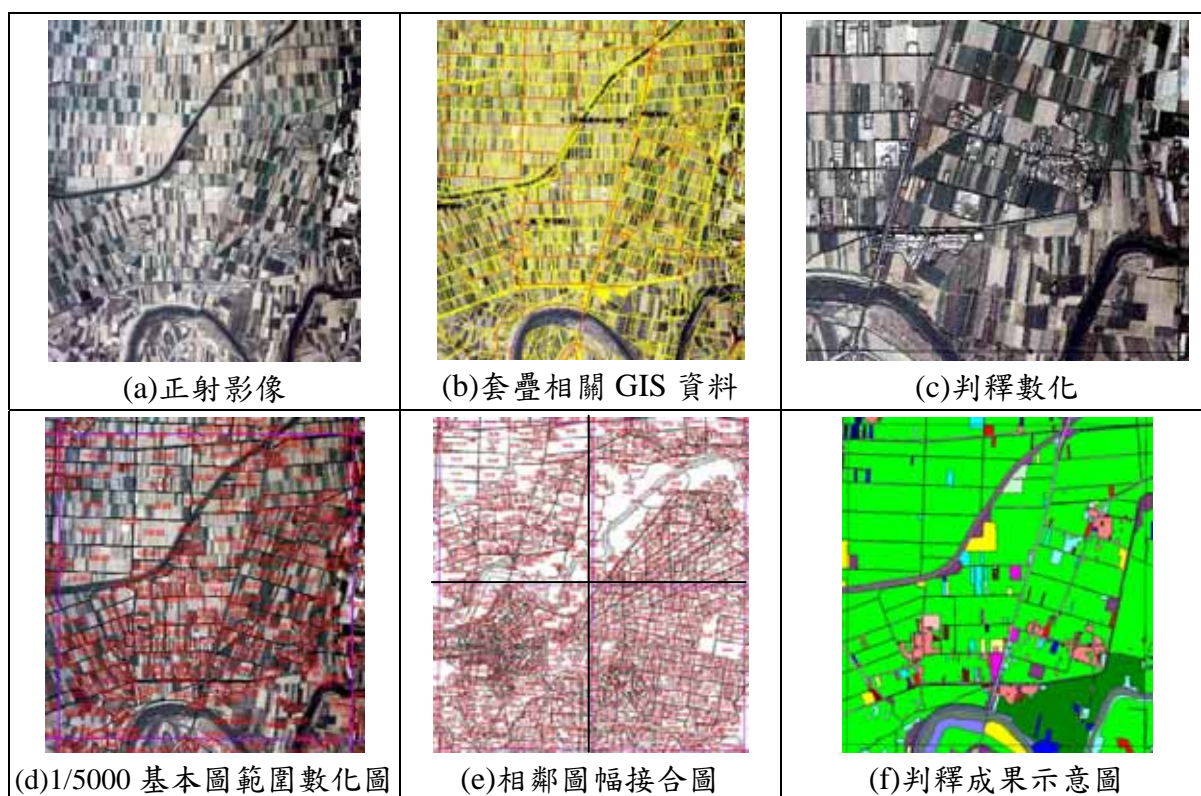 (a)正射影像
(b)套疊相關 GIS 資料
(c)判釋數化
(d)1/5000 基本圖範圍數化圖
(e)相鄰圖幅接合圖
(f)判釋成果示意圖